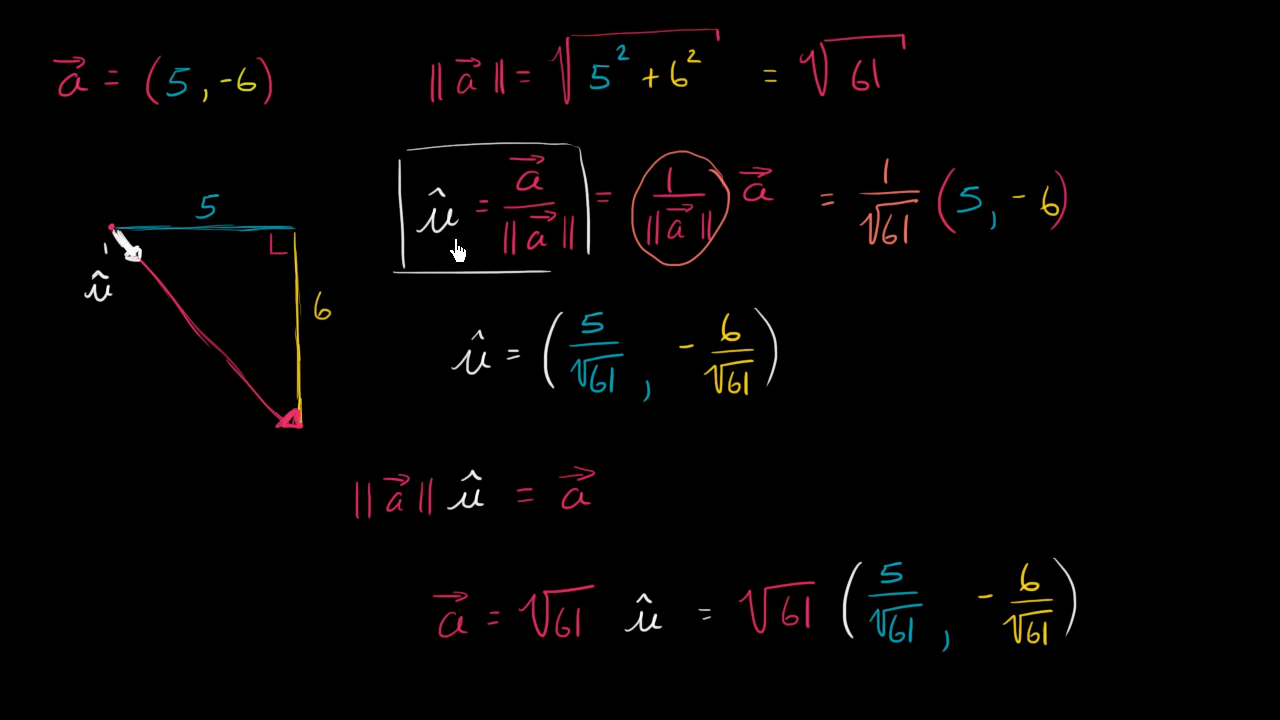 a⃗ = (5, -6)
||a⃗|| = √(5² + 6²) = √61
û = a⃗/||a⃗|| = 1/||a⃗|| a⃗ = 1/√61 (5, -6)
5
1
û
6
û = (5/√61, -6/√61)
||a⃗|| û = a⃗
a⃗ = √61 û = √61 (5/√61, -6/√61)